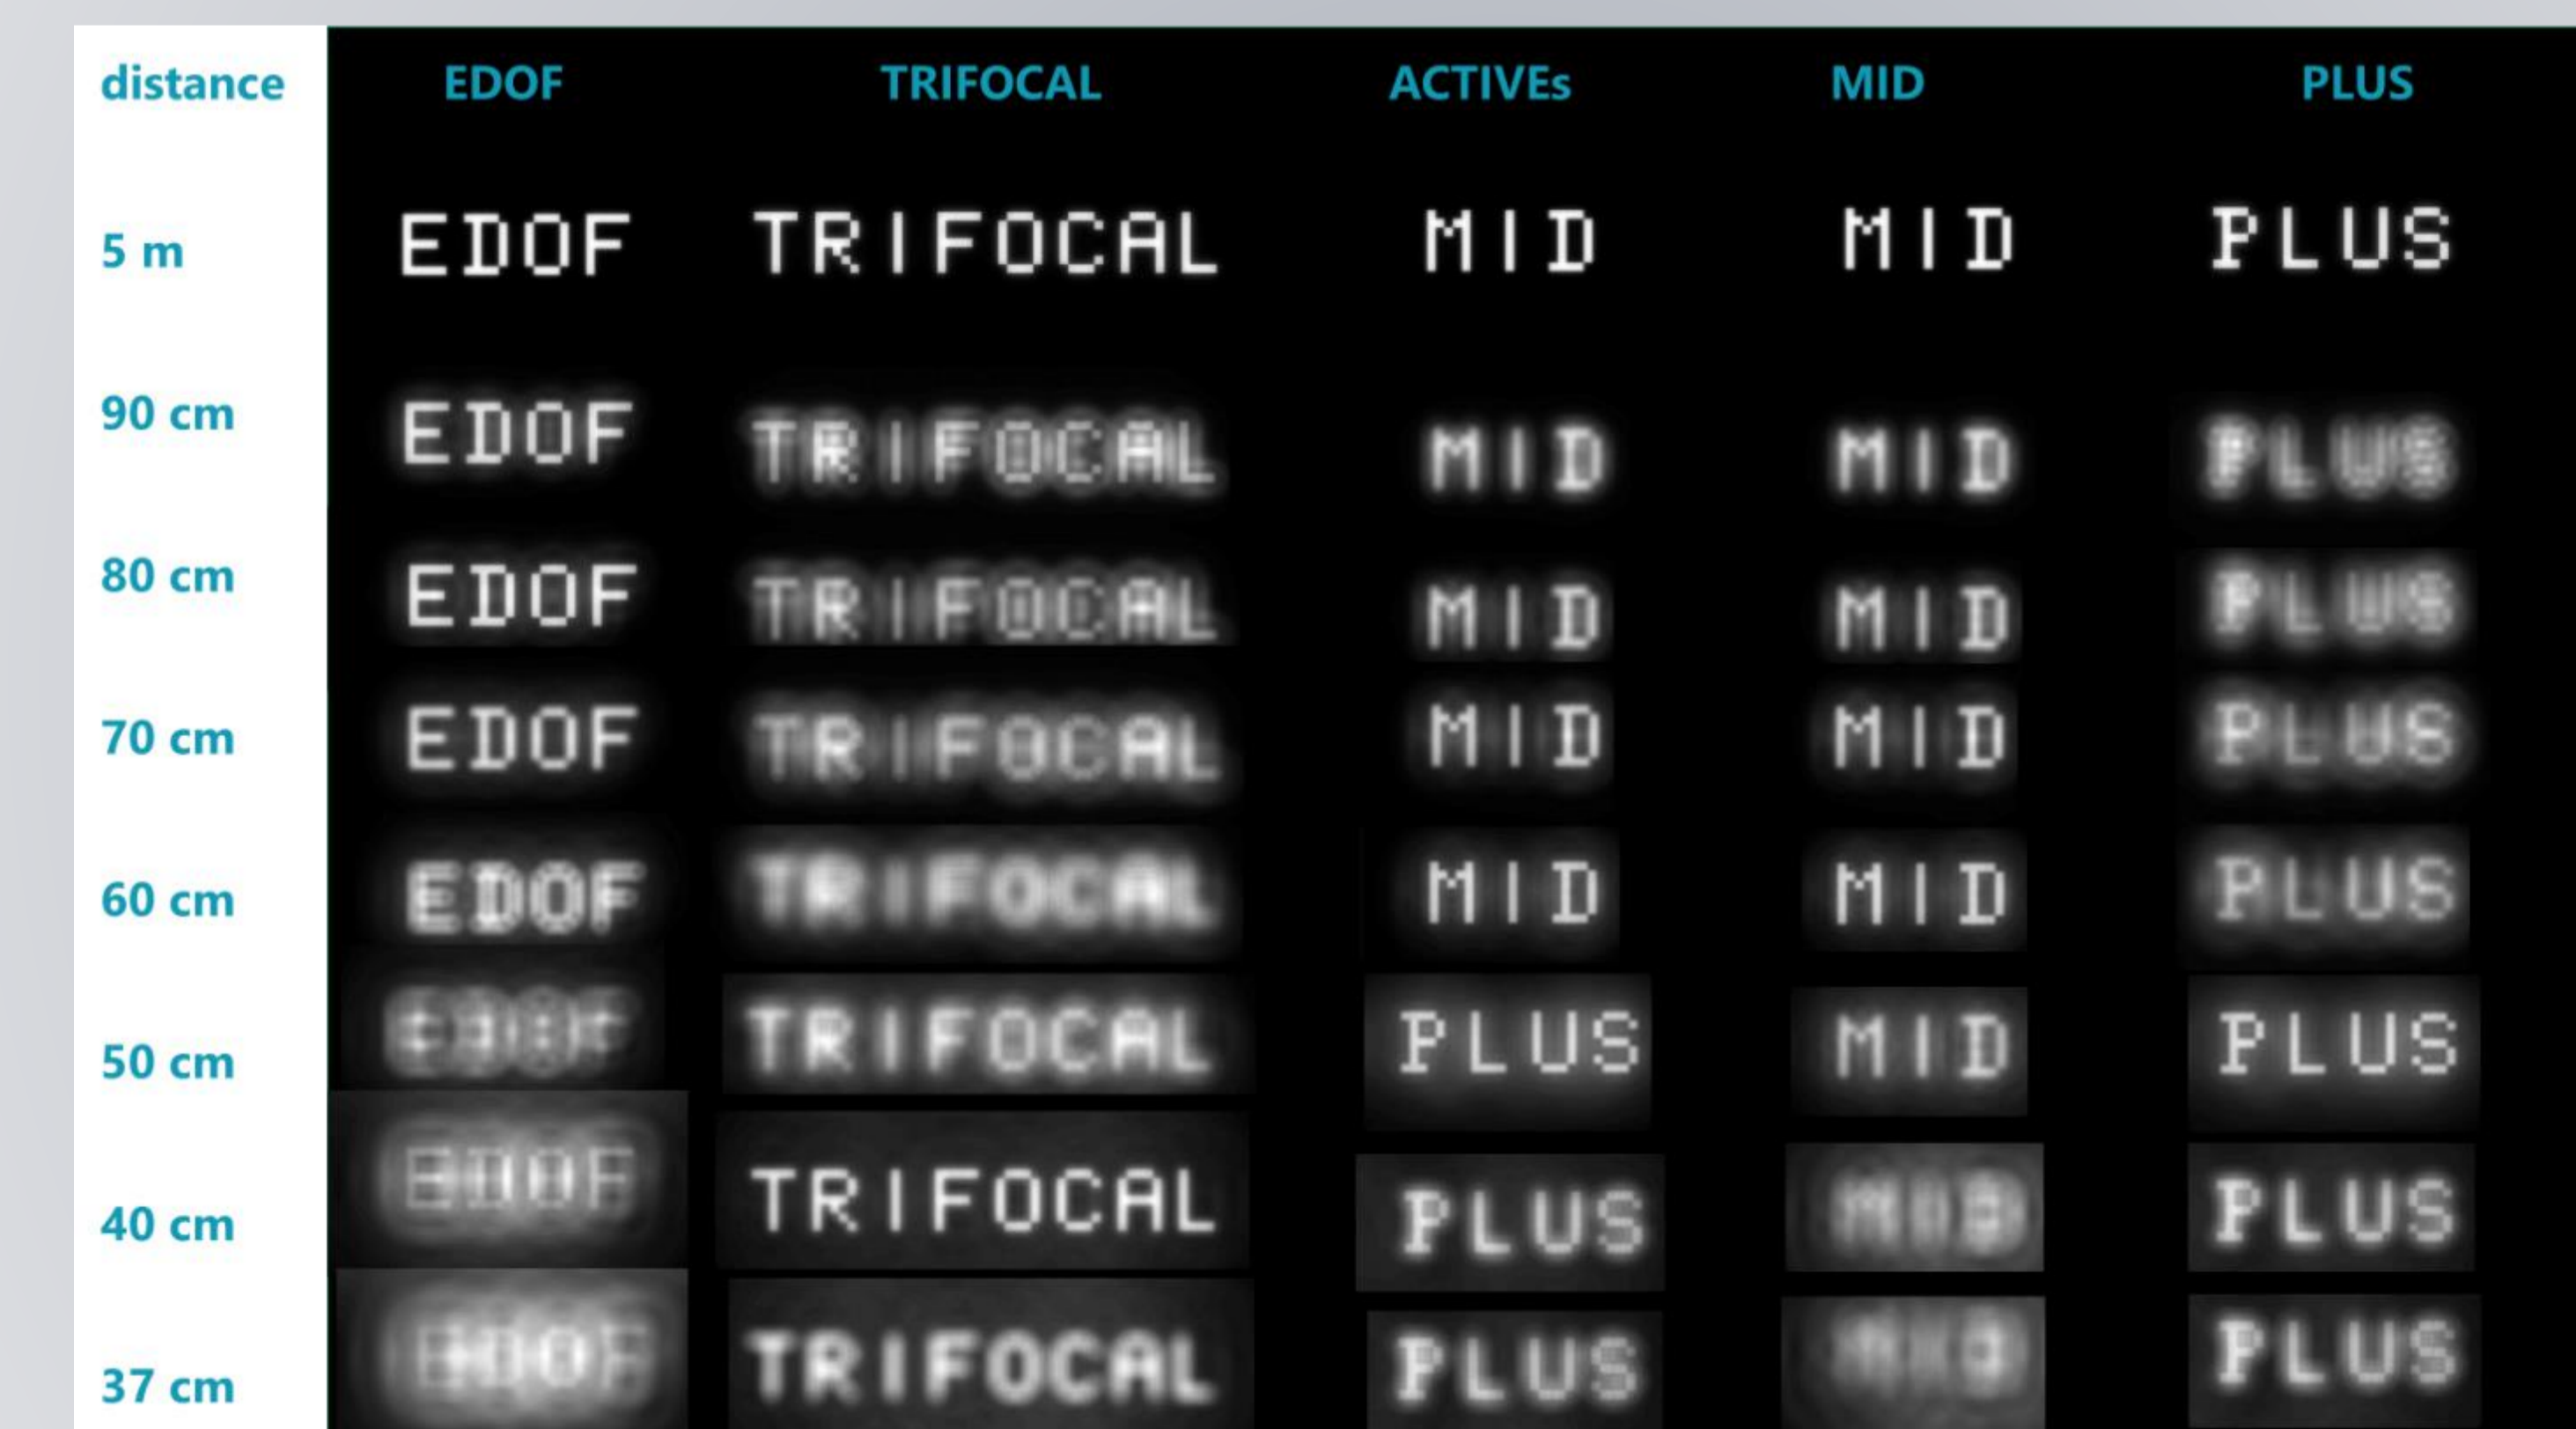 distance EDOF TRIFOCAL ACTIVEs MID PLUS
5 m EDOF TRIFOCAL MID MID PLUS
90 cm EDOF TRIFOCAL MID MID PLUS
80 cm EDOF TRIFOCAL MID MID PLUS
70 cm EDOF TRIFOCAL MID MID PLUS
60 cm EDOF TRIFOCAL MID MID PLUS
50 cm TRIFOCAL PLUS MID PLUS
40 cm EDOF TRIFOCAL PLUS PLUS
37 cm EDOF TRIFOCAL PLUS PLUS